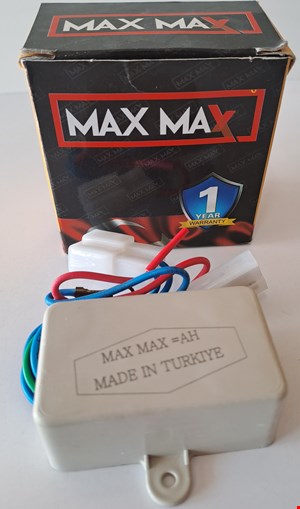 MAX MAX
MAX MAX
1
YEAR
WARRANTY
MAX MAX =AH
MADE IN TURKIYE